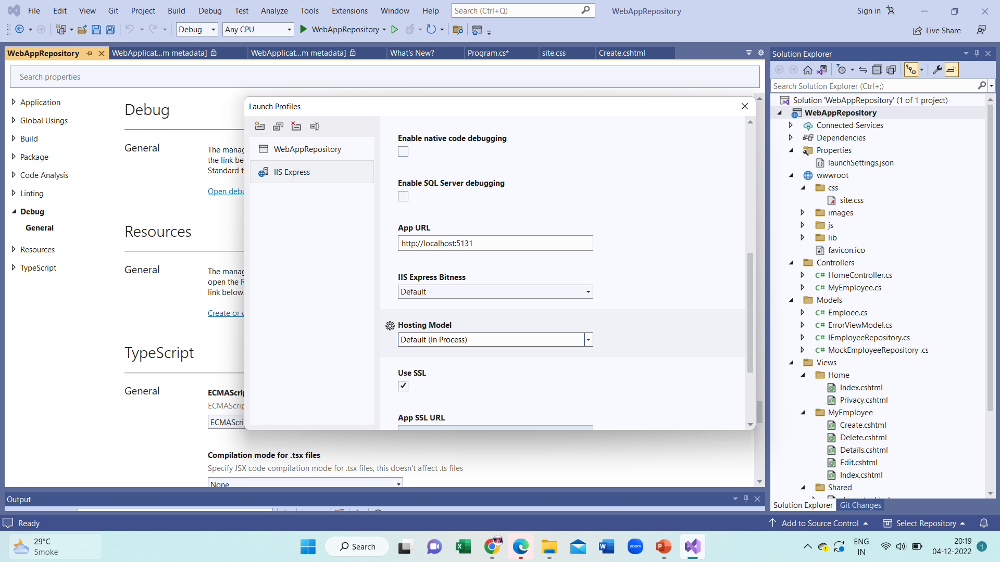 File Edit View Git Project Build Debug Test Analyze Tools Extensions Window Help Search (Ctrl+Q) WebAppRepository Sign in
Debug Any CPU WebAppRepository Live Share
WebAppRepository WebApplicat...m metadata] WebApplicat...m metadata] What's New? Program.cs* site.css Create.cshtml
Search properties
Application
Global Usings
Build
Package
Code Analysis
Linting
Debug
General
Resources
TypeScript
Debug
General
The manag
the link be
Standard t
Open debu
Resources
General
The manag
open the R
link below.
Create or o
TypeScript
General
ECMAScrip
ECMAScrip
ECMAScri
Compilation mode for .tsx files
Specify JSX code compilation mode for .tsx files, this doesn't affect .ts files
None
Launch Profiles
WebAppRepository
IIS Express
Enable native code debugging
Enable SQL Server debugging
App URL
http://localhost:5131
IIS Express Bitness
Default
Hosting Model
Default (In Process)
Use SSL
App SSL URL
Output
Solution Explorer
Search Solution Explorer (Ctrl+;)
Solution 'WebAppRepository' (1 of 1 project)
WebAppRepository
Connected Services
Dependencies
Properties
launchSettings.json
wwwroot
css
site.css
images
js
lib
favicon.ico
Controllers
HomeController.cs
MyEmployee.cs
Models
Emploee.cs
ErrorViewModel.cs
IEmployeeRepository.cs
MockEmployeeRepository .cs
Views
Home
Index.cshtml
Privacy.cshtml
MyEmployee
Create.cshtml
Delete.cshtml
Details.cshtml
Edit.cshtml
Index.cshtml
Shared
Solution Explorer Git Changes
Ready Add to Source Control Select Repository
29°C
Smoke
Search
zoom
ENG
IN
20:19
04-12-2022
1